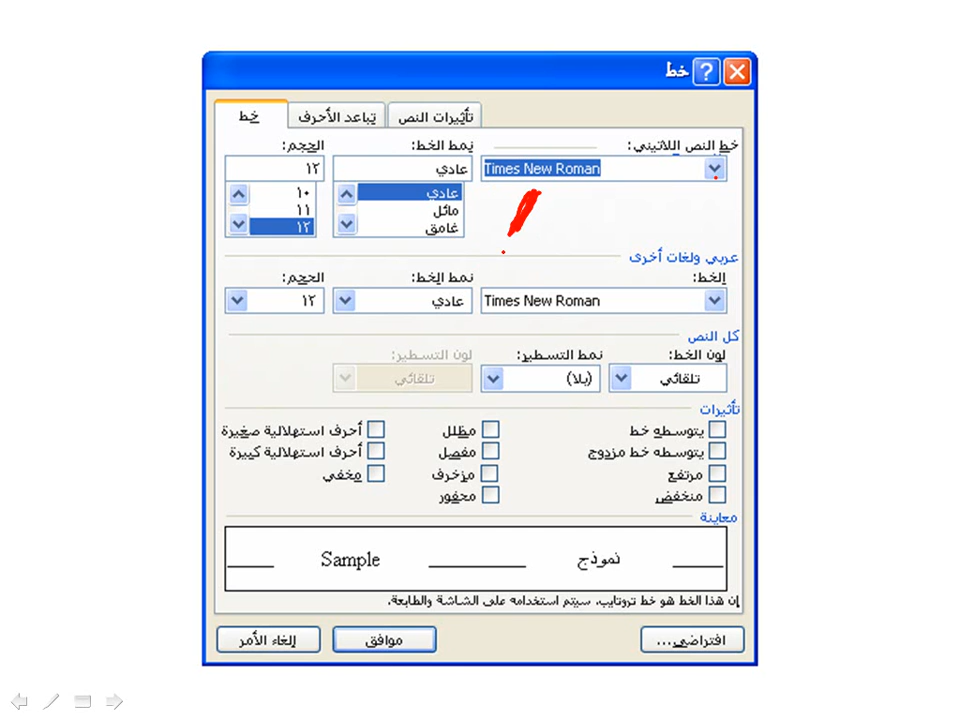 خط
خط تباعد الأحرف تأثيرات النص
خط النص اللاتيني: نمط الخط: الحجم:
Times New Roman عادي ١٢
عادي ١٠
مائل ١١
غامق ١٢
عربي ولغات أخرى
الخط: نمط الخط: الحجم:
Times New Roman عادي ١٢
كل النص
لون الخط: نمط التسطير: لون التسطير:
تلقائي (بلا) تلقائي
تأثيرات
يتوسطه خط مظلل أحرف استهلالية صغيرة
يتوسطه خط مزدوج مفصل أحرف استهلالية كبيرة
مرتفع مزخرف مخفي
منخفض محفور
معاينة
نموذج Sample
إن هذا الخط هو خط تروتايب. سيتم استخدامه على الشاشة والطابعة.
افتراضي... موافق إلغاء الأمر